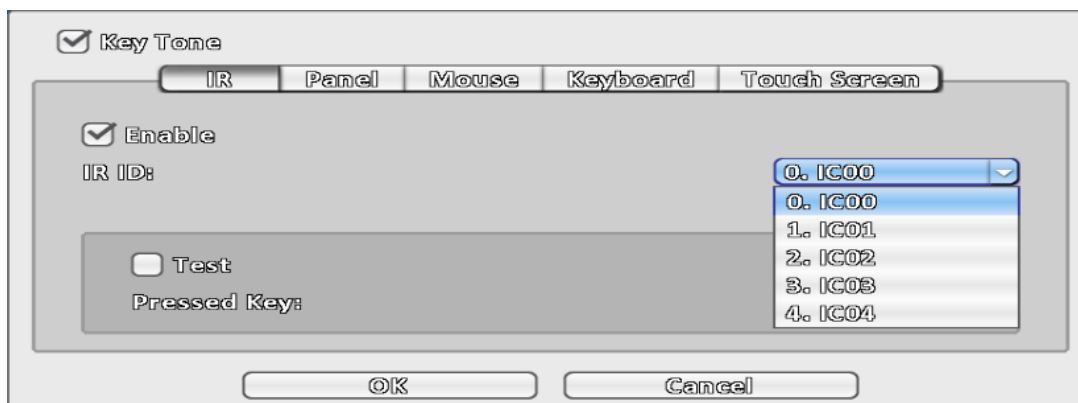 Key Tone
IR Panel Mouse Keyboard Touch Screen
Enable
IR ID: 0. IC00
0. IC00
1. IC01
2. IC02
Test
3. IC03
Pressed Key:
4. IC04
OK Cancel